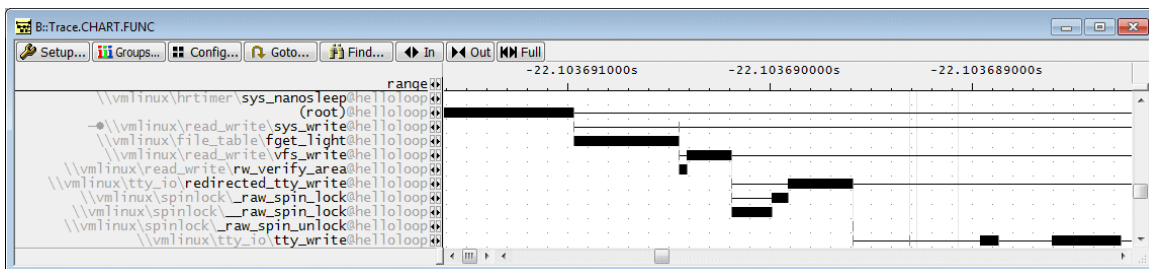 B::Trace.CHART.FUNC
Setup... Groups... Config... Goto... Find... In Out Full
-22.103691000s -22.103690000s -22.103689000s
range
\\vmlinux\hrtimer\sys_nanosleep@helloloop
(root)@helloloop
\\vmlinux\read_write\sys_write@helloloop
\\vmlinux\file_table\fget_light@helloloop
\\vmlinux\read_write\vfs_write@helloloop
\\vmlinux\read_write\rw_verify_area@helloloop
\\vmlinux\tty_io\redirected_tty_write@helloloop
\\vmlinux\spinlock\_raw_spin_lock@helloloop
\\vmlinux\spinlock\__raw_spin_lock@helloloop
\\vmlinux\spinlock\_raw_spin_unlock@helloloop
\\vmlinux\tty_io\tty_write@helloloop